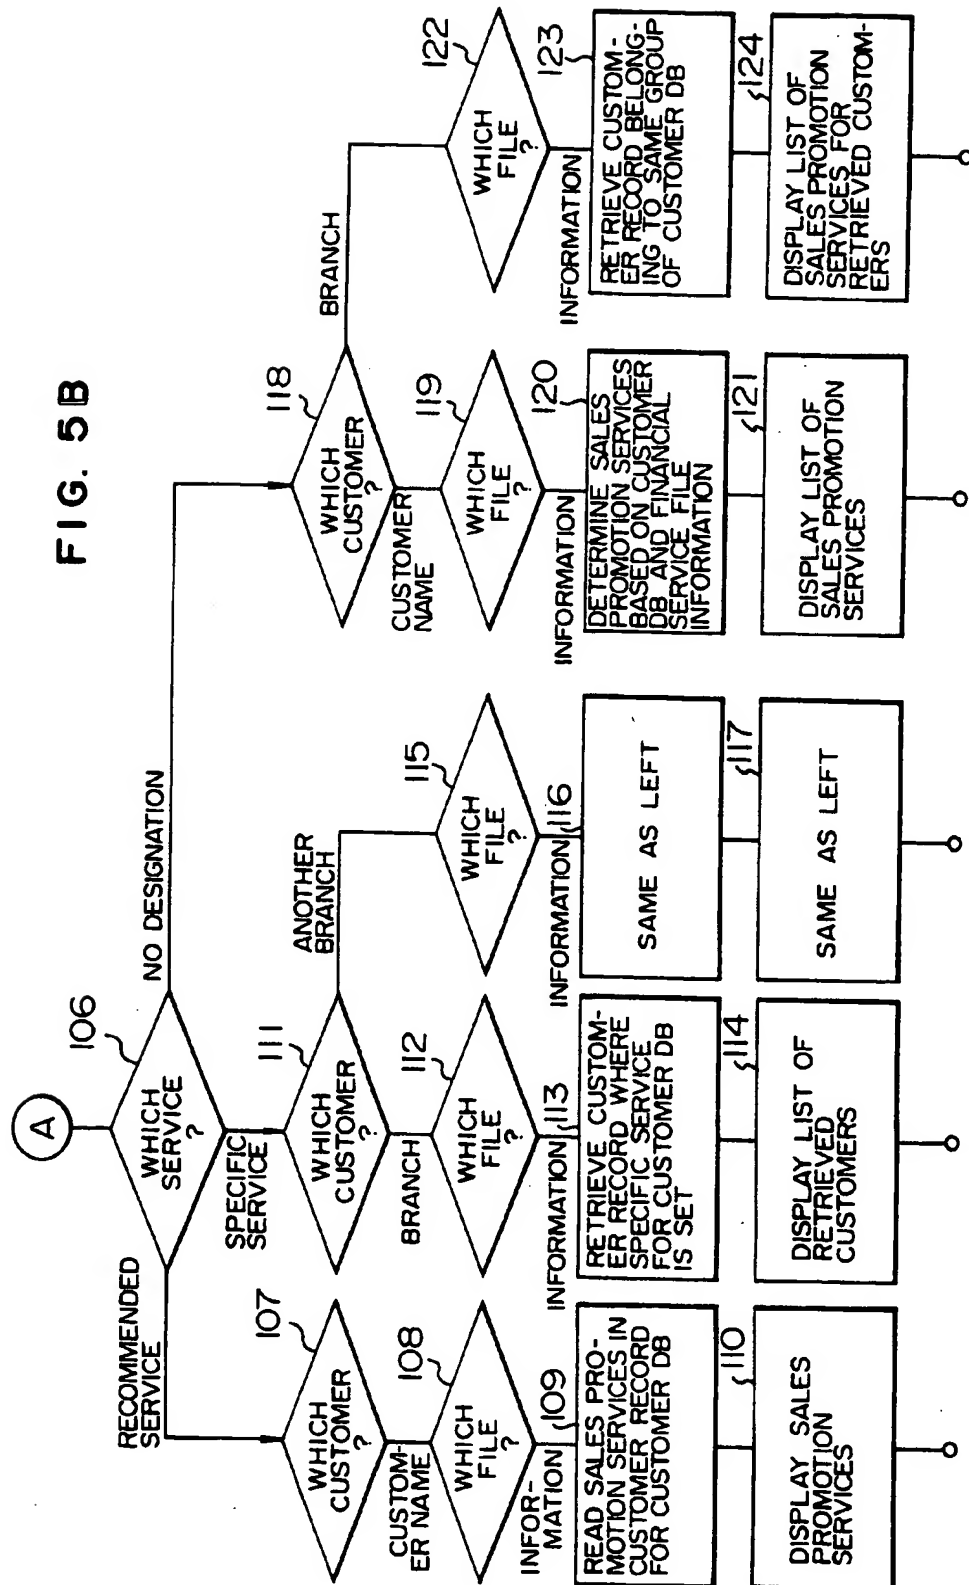 FIG. 5B
A
106
WHICH
SERVICE
?
RECOMMENDED
SERVICE
SPECIFIC
SERVICE
NO DESIGNATION
107
WHICH
CUSTOMER
?
CUSTOM-
ER NAME
108
WHICH
FILE
?
INFOR-
MATION
109
READ SALES PRO-
MOTION SERVICES IN
CUSTOMER RECORD
FOR CUSTOMER DB
110
DISPLAY SALES
PROMOTION
SERVICES
111
WHICH
CUSTOMER
?
BRANCH
ANOTHER
BRANCH
112
WHICH
FILE
?
INFORMATION
113
RETRIEVE CUSTOM-
ER RECORD WHERE
SPECIFIC SERVICE
FOR CUSTOMER DB
IS SET
114
DISPLAY LIST OF
RETRIEVED
CUSTOMERS
115
WHICH
FILE
?
INFORMATION
116
SAME AS LEFT
117
SAME AS LEFT
118
WHICH
CUSTOMER
?
CUSTOMER
NAME
BRANCH
119
WHICH
FILE
?
INFORMATION
120
DETERMINE SALES
PROMOTION SERVICES
BASED ON CUSTOMER
DB AND FINANCIAL
SERVICE FILE
INFORMATION
121
DISPLAY LIST OF
SALES PROMOTION
SERVICES
122
WHICH
FILE
?
INFORMATION
123
RETRIEVE CUSTOM-
ER RECORD BELONG-
ING TO SAME GROUP
OF CUSTOMER DB
124
DISPLAY LIST OF
SALES PROMOTION
SERVICES FOR
RETRIEVED CUSTOM-
ERS